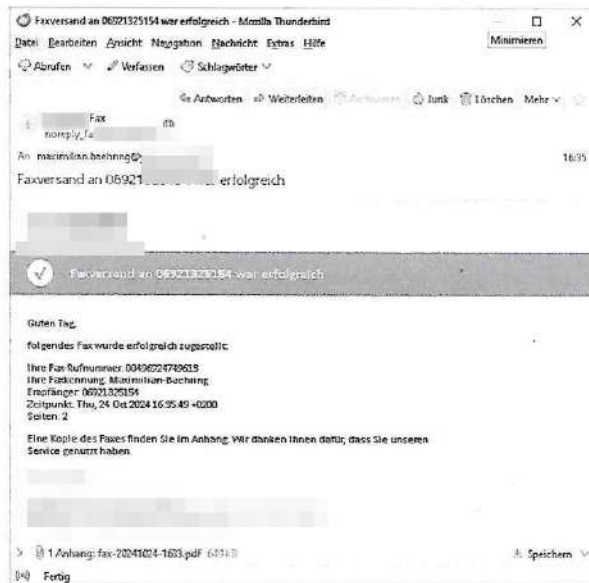 Faxversand an 06921325154 war erfolgreich - Mozilla Thunderbird
Datei Bearbeiten Ansicht Navigation Nachricht Extras Hilfe
Minimieren
Abrufen Verfassen Schlagwörter
Antworten Weiterleiten Archivieren Junk Löschen Mehr
Fax
noreply_fa
An maximilian.baehring@
16:35
Faxversand an 06921 erfolgreich
Faxversand an 06921325154 war erfolgreich
Guten Tag,
folgendes Fax wurde erfolgreich zugestellt:
Ihre Fax-Rufnummer: 00496924749613
Ihre Faxkennung: Maximilian-Baehring
Empfänger: 06921325154
Zeitpunkt: Thu, 24 Oct 2024 16:35:49 +0200
Seiten: 2
Eine Kopie des Faxes finden Sie im Anhang. Wir danken Ihnen dafür, dass Sie unseren
Service genutzt haben.
1 Anhang: fax-20241024-1633.pdf
Speichern
Fertig